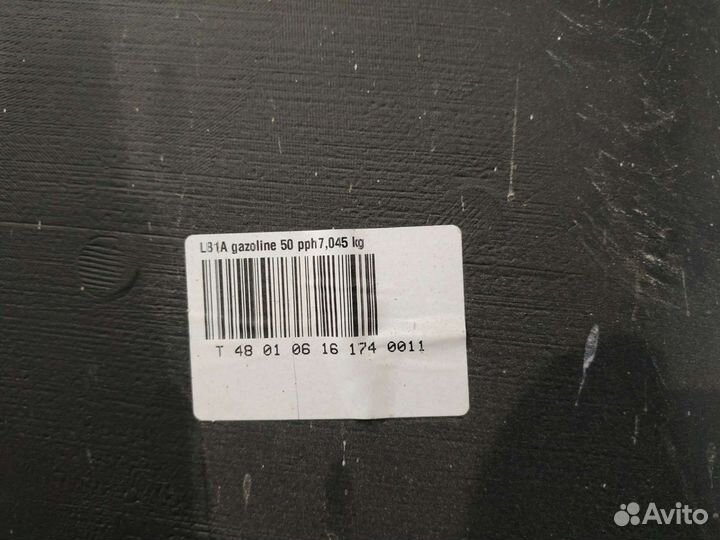 L81A gazoline 50 pph7,045 kg
T 48 01 06 16 174 0011
Avito